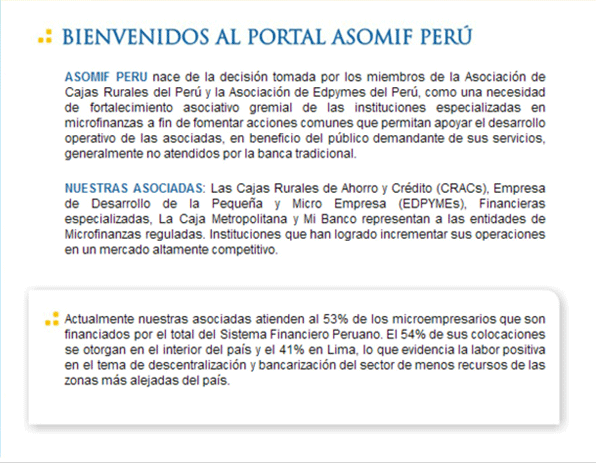 BIENVENIDOS AL PORTAL ASOMIF PERÚ
ASOMIF PERU nace de la decisión tomada por los miembros de la Asociación de
Cajas Rurales del Perú y la Asociación de Edpymes del Perú, como una necesidad
de fortalecimiento asociativo gremial de las instituciones especializadas en
microfinanzas a fin de fomentar acciones comunes que permitan apoyar el desarrollo
operativo de las asociadas, en beneficio del público demandante de sus servicios,
generalmente no atendidos por la banca tradicional.
NUESTRAS ASOCIADAS: Las Cajas Rurales de Ahorro y Crédito (CRACs), Empresa
de Desarrollo de la Pequeña y Micro Empresa (EDPYMEs), Financieras
especializadas, La Caja Metropolitana y Mi Banco representan a las entidades de
Microfinanzas reguladas. Instituciones que han logrado incrementar sus operaciones
en un mercado altamente competitivo.
Actualmente nuestras asociadas atienden al 53% de los microempresarios que son
financiados por el total del Sistema Financiero Peruano. El 54% de sus colocaciones
se otorgan en el interior del país y el 41% en Lima, lo que evidencia la labor positiva
en el tema de descentralización y bancarización del sector de menos recursos de las
zonas más alejadas del país.